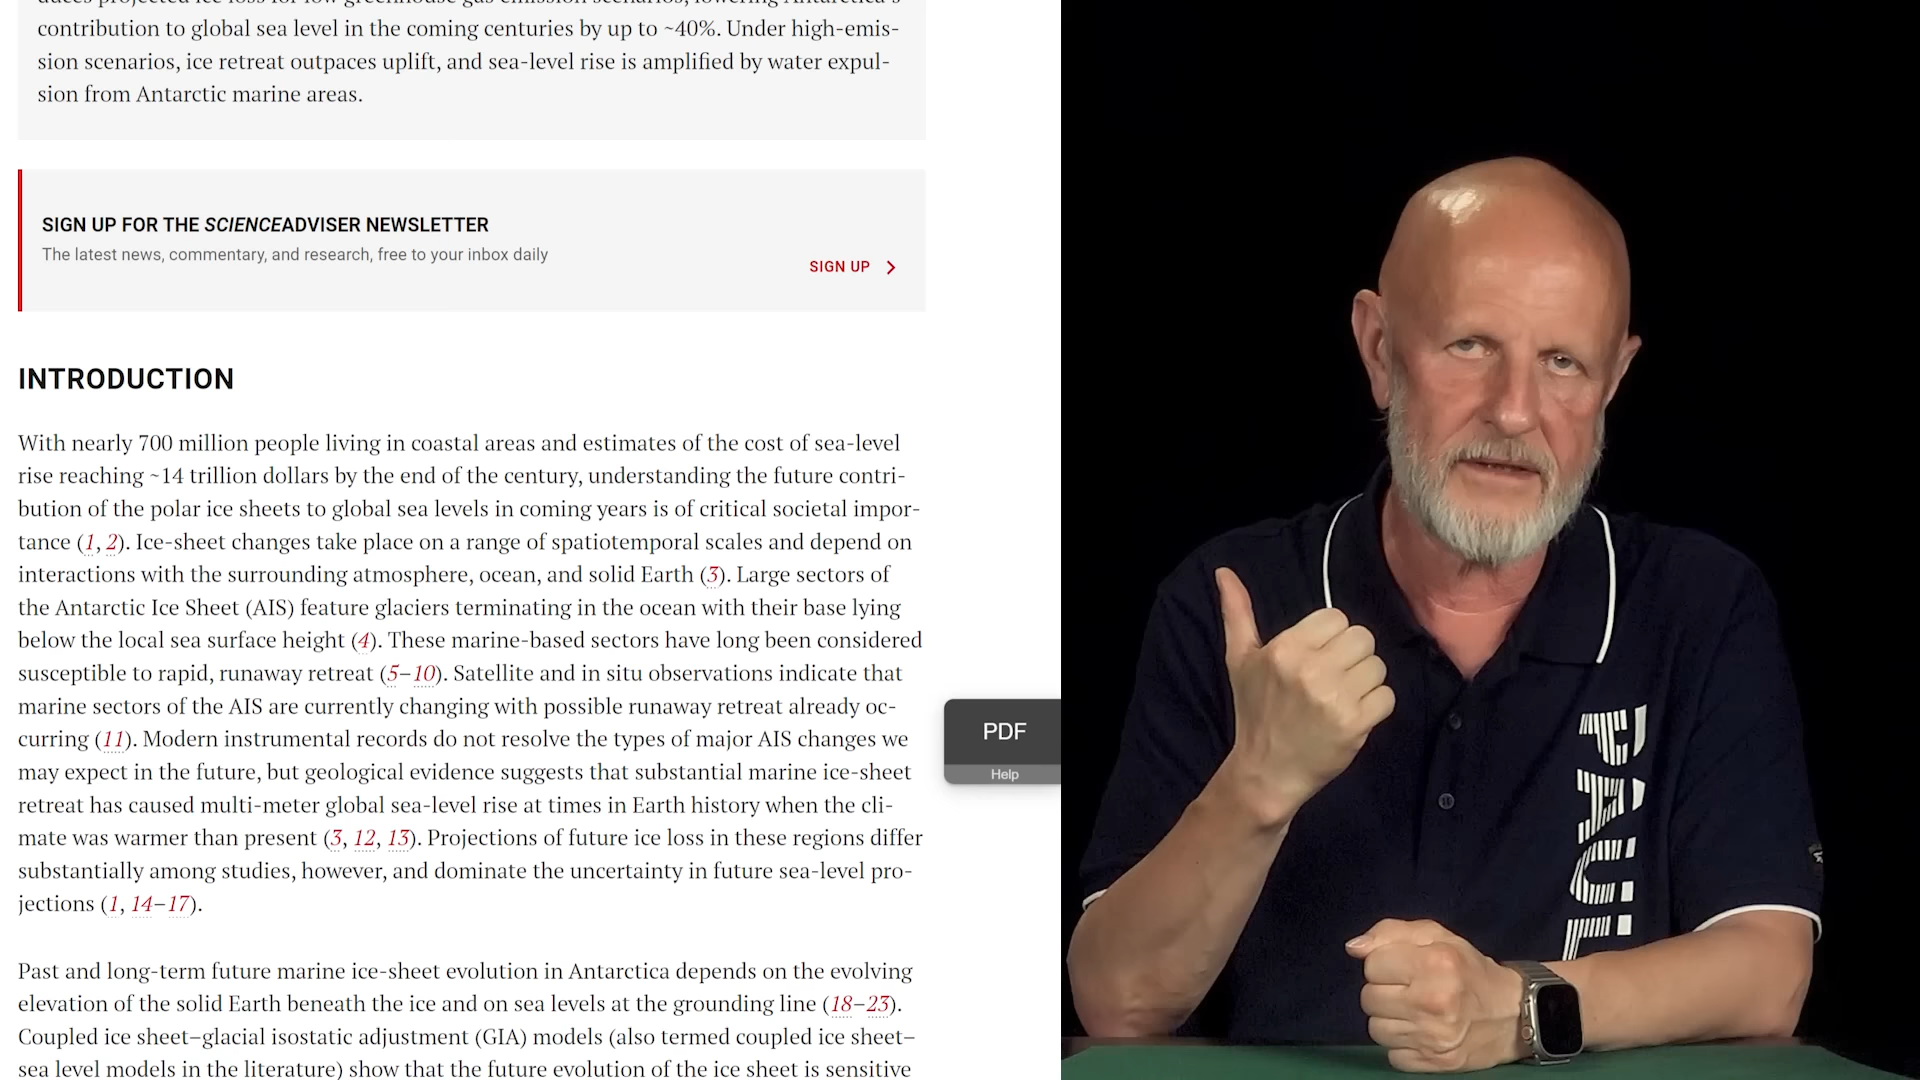 duces projected ice loss for low greenhouse gas emission scenarios, lowering Antarctica's
contribution to global sea level in the coming centuries by up to ~40%. Under high-emis-
sion scenarios, ice retreat outpaces uplift, and sea-level rise is amplified by water expul-
sion from Antarctic marine areas.
SIGN UP FOR THE SCIENCEADVISER NEWSLETTER
The latest news, commentary, and research, free to your inbox daily
SIGN UP
INTRODUCTION
With nearly 700 million people living in coastal areas and estimates of the cost of sea-level
rise reaching ~14 trillion dollars by the end of the century, understanding the future contri-
bution of the polar ice sheets to global sea levels in coming years is of critical societal impor-
tance (1, 2). Ice-sheet changes take place on a range of spatiotemporal scales and depend on
interactions with the surrounding atmosphere, ocean, and solid Earth (3). Large sectors of
the Antarctic Ice Sheet (AIS) feature glaciers terminating in the ocean with their base lying
below the local sea surface height (4). These marine-based sectors have long been considered
susceptible to rapid, runaway retreat (5–10). Satellite and in situ observations indicate that
marine sectors of the AIS are currently changing with possible runaway retreat already oc-
curring (11). Modern instrumental records do not resolve the types of major AIS changes we
may expect in the future, but geological evidence suggests that substantial marine ice-sheet
retreat has caused multi-meter global sea-level rise at times in Earth history when the cli-
mate was warmer than present (3, 12, 13). Projections of future ice loss in these regions differ
substantially among studies, however, and dominate the uncertainty in future sea-level pro-
jections (1, 14–17).
Past and long-term future marine ice-sheet evolution in Antarctica depends on the evolving
elevation of the solid Earth beneath the ice and on sea levels at the grounding line (18–23).
Coupled ice sheet–glacial isostatic adjustment (GIA) models (also termed coupled ice sheet–
sea level models in the literature) show that the future evolution of the ice sheet is sensitive
PDF
Help
PAUL